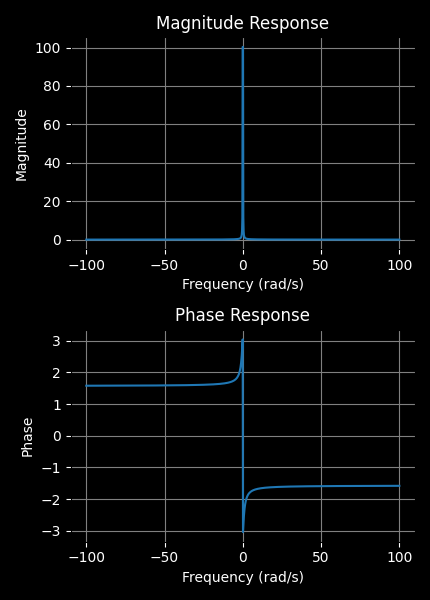 Magnitude Response
100
80
60
40
20
0
Magnitude
−100 −50 0 50 100
Frequency (rad/s)
Phase Response
3
2
1
0
−1
−2
−3
Phase
−100 −50 0 50 100
Frequency (rad/s)